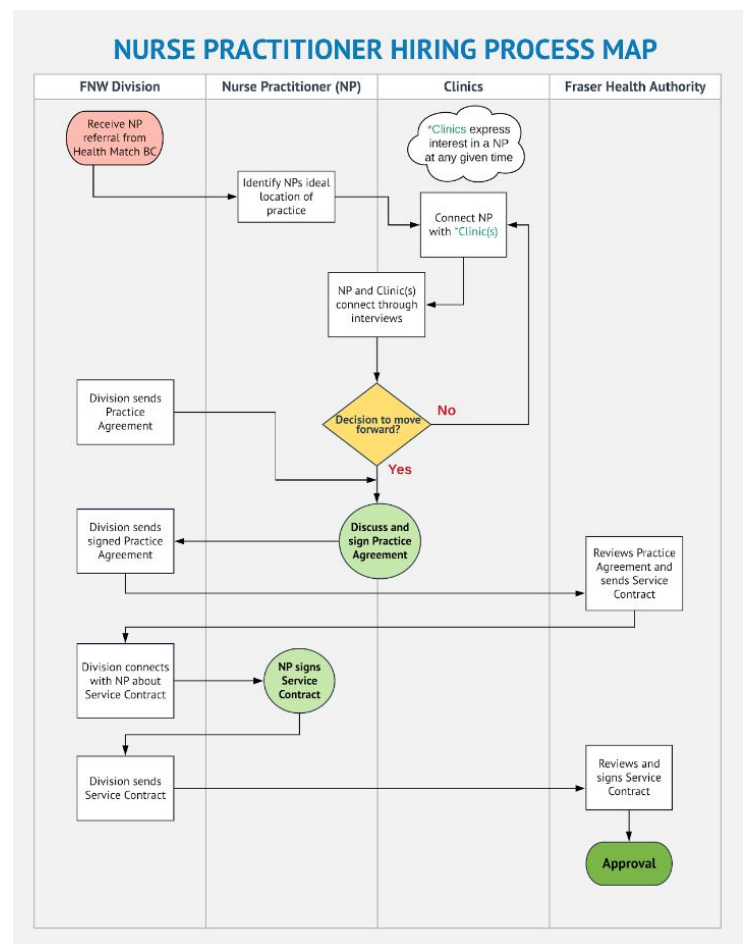 NURSE PRACTITIONER HIRING PROCESS MAP
FNW Division
Nurse Practitioner (NP)
Clinics
Fraser Health Authority
Receive NP
referral from
Health Match BC
*Clinics express
interest in a NP
at any given time
Identify NPs ideal
location of
practice
Connect NP
with *Clinic(s)
NP and Clinic(s)
connect through
interviews
Division sends
Practice
Agreement
Decision to move
forward?
No
Yes
Division sends
signed Practice
Agreement
Discuss and
sign Practice
Agreement
Reviews Practice
Agreement and
sends Service
Contract
Division connects
with NP about
Service Contract
NP signs
Service
Contract
Division sends
Service Contract
Reviews and
signs Service
Contract
Approval